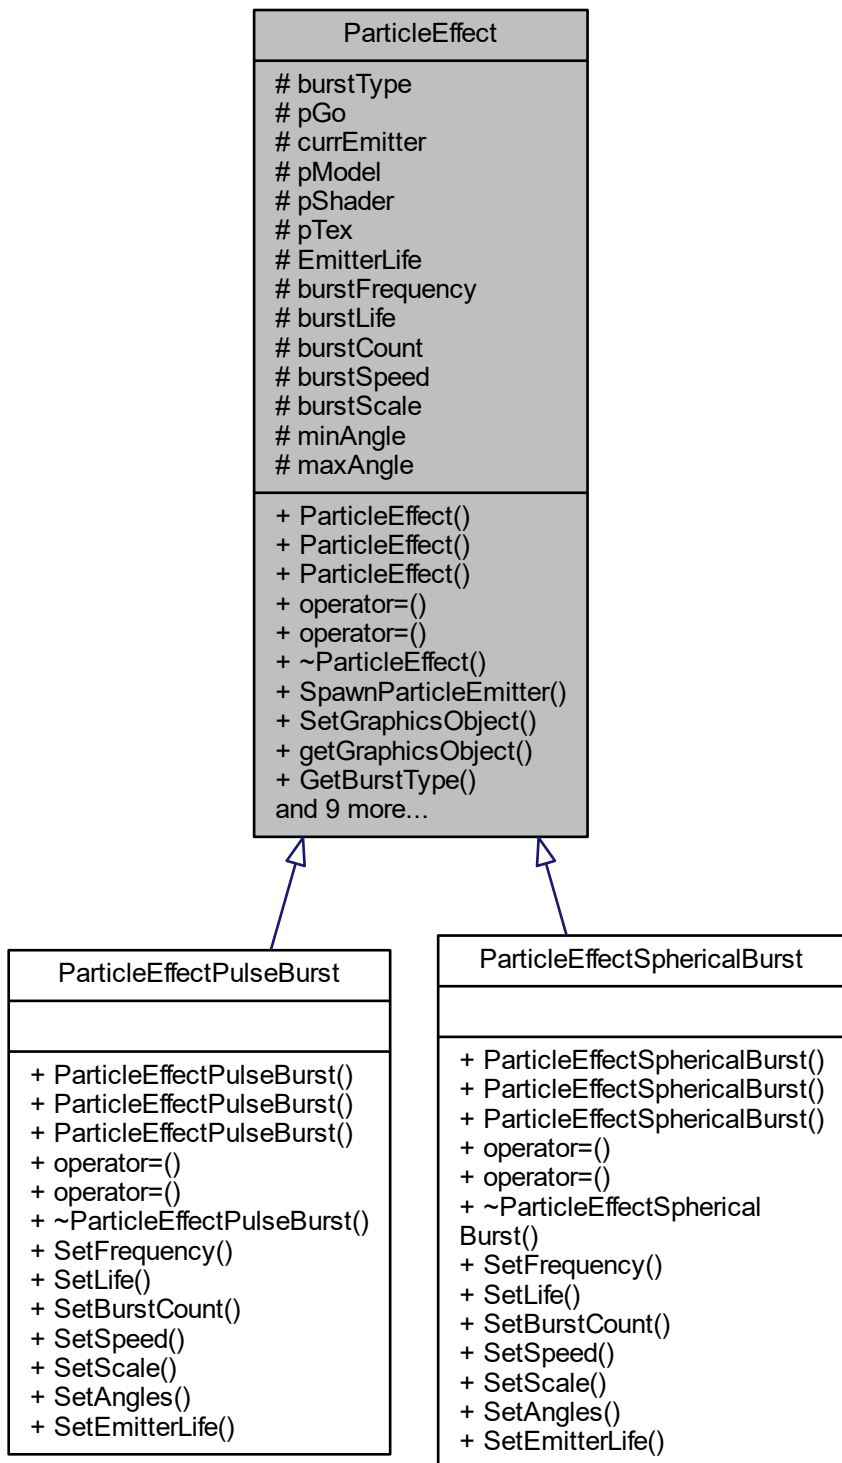 ParticleEffect
# burstType
# pGo
# currEmitter
# pModel
# pShader
# pTex
# EmitterLife
# burstFrequency
# burstLife
# burstCount
# burstSpeed
# burstScale
# minAngle
# maxAngle
+ ParticleEffect()
+ ParticleEffect()
+ ParticleEffect()
+ operator=()
+ operator=()
+ ~ParticleEffect()
+ SpawnParticleEmitter()
+ SetGraphicsObject()
+ getGraphicsObject()
+ GetBurstType()
and 9 more...
ParticleEffectPulseBurst
+ ParticleEffectPulseBurst()
+ ParticleEffectPulseBurst()
+ ParticleEffectPulseBurst()
+ operator=()
+ operator=()
+ ~ParticleEffectPulseBurst()
+ SetFrequency()
+ SetLife()
+ SetBurstCount()
+ SetSpeed()
+ SetScale()
+ SetAngles()
+ SetEmitterLife()
ParticleEffectSphericalBurst
+ ParticleEffectSphericalBurst()
+ ParticleEffectSphericalBurst()
+ ParticleEffectSphericalBurst()
+ operator=()
+ operator=()
+ ~ParticleEffectSpherical
Burst()
+ SetFrequency()
+ SetLife()
+ SetBurstCount()
+ SetSpeed()
+ SetScale()
+ SetAngles()
+ SetEmitterLife()